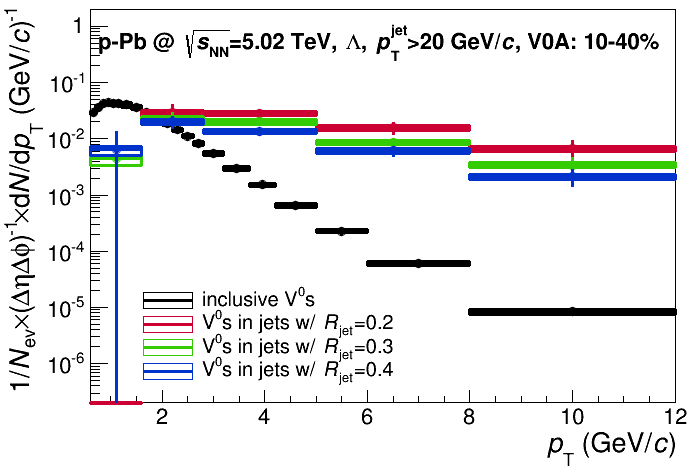 p-Pb @ √s_NN=5.02 TeV, Λ, p_T^jet>20 GeV/c, V0A: 10-40%
1/N_ev×(ΔηΔϕ)^-1×dN/dp_T (GeV/c)^-1
1
10^-1
10^-2
10^-3
10^-4
10^-5
10^-6
inclusive V^0s
V^0s in jets w/ R_jet=0.2
V^0s in jets w/ R_jet=0.3
V^0s in jets w/ R_jet=0.4
2 4 6 8 10 12
p_T (GeV/c)